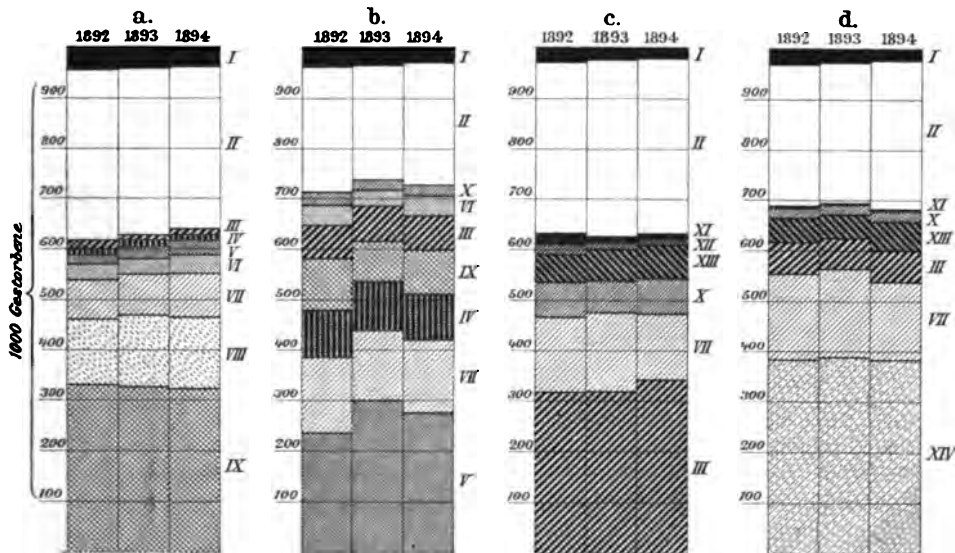 a. b. c. d.
1892 1893 1894 1892 1893 1894 1892 1893 1894 1892 1893 1894
1000 Gestorbene
900
800
700
600
500
400
300
200
100
I
II
III
IV
V
VI
VII
VIII
IX
900
800
700
600
500
400
300
200
100
I
II
X
VI
III
IX
IV
VII
V
900
800
700
600
500
400
300
200
100
I
II
XI
XII
XIII
X
VII
III
900
800
700
600
500
400
300
200
100
I
II
XI
X
XIII
III
VII
XIV